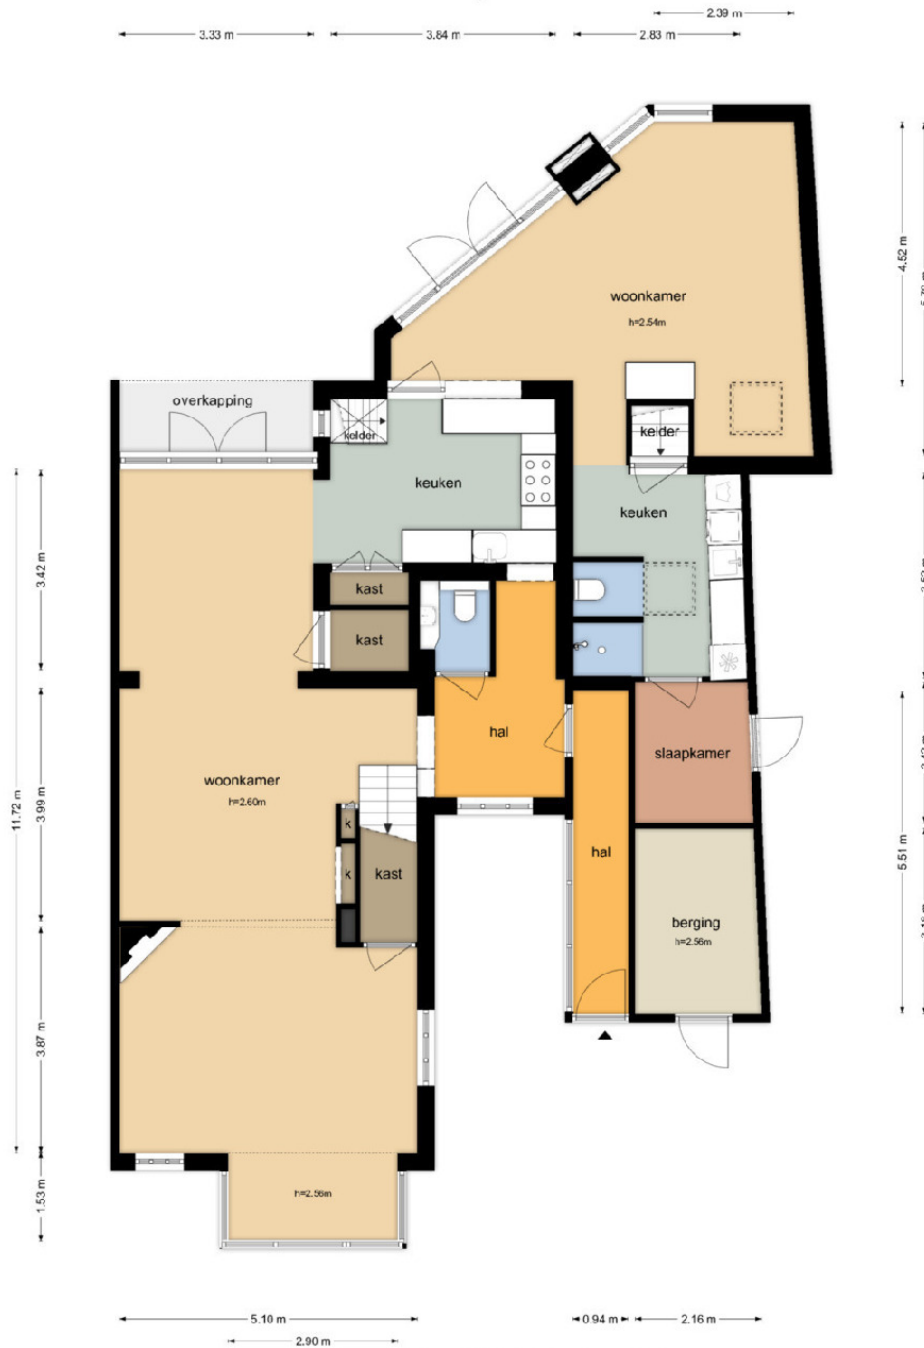 2.39 m
3.33 m
3.84 m
2.83 m
4.52 m
woonkamer
h=2.54m
overkapping
kelder
kelder
keuken
keuken
3.42 m
kast
kast
hal
slaapkamer
woonkamer
h=2.60m
11.72 m
3.99 m
k
k
kast
hal
5.51 m
berging
h=2.56m
3.87 m
1.53 m
h=2.56m
5.10 m
0.94 m
2.16 m
2.90 m